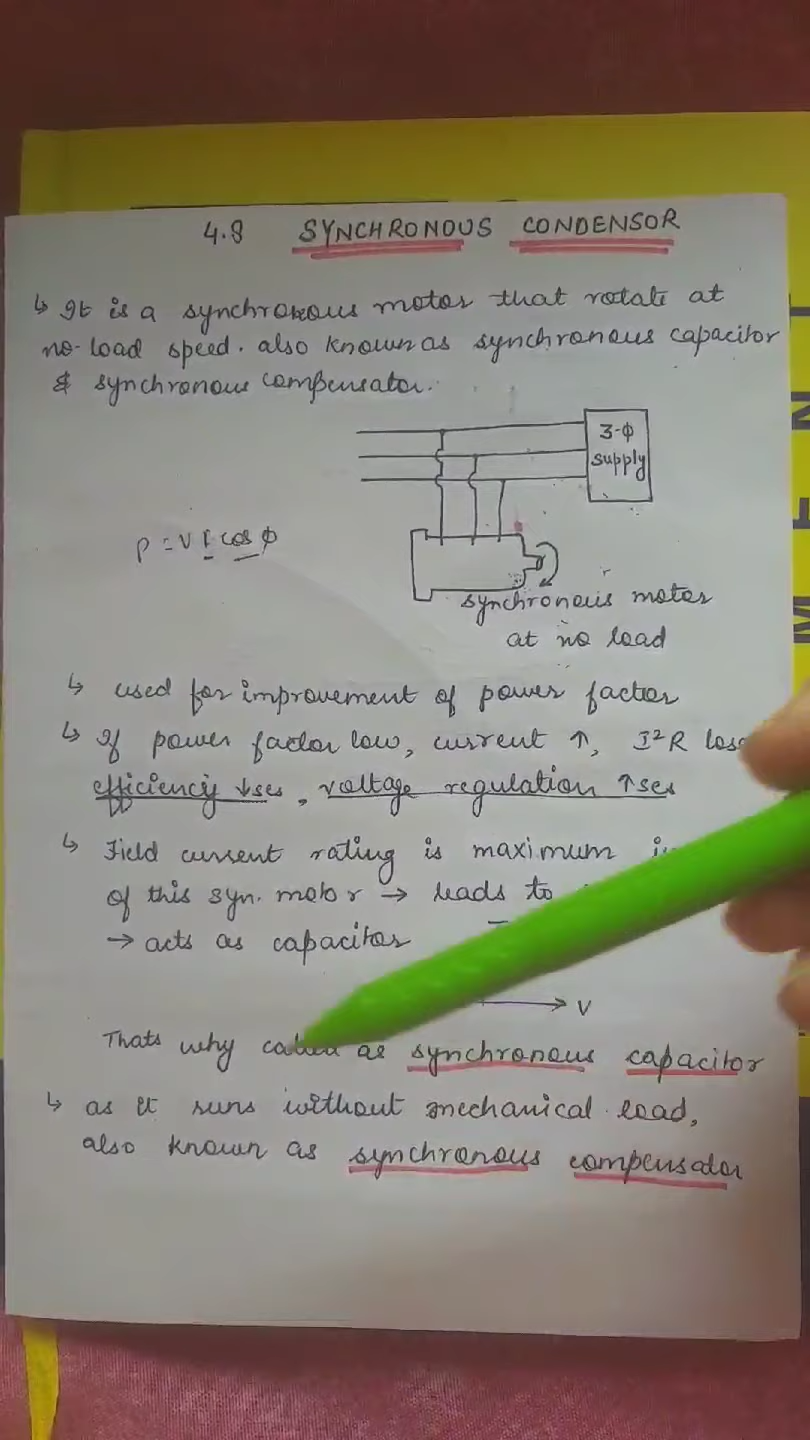 4.8 SYNCHRONOUS CONDENSOR
↳ It is a synchronous motor that rotate at
no-load speed. also known as synchronous capacitor
& synchronous compensator.
3-φ
supply
P = V I cos φ
synchronous motor
at no load
↳ used for improvement of power factor
↳ If power factor low, current ↑, I²R
efficiency ↓ses, voltage regulation ↑ses
↳ Field current rating is maximum
of this syn. motor → leads to
→ acts as capacitor
V
Thats why called as synchronous capacitor
↳ as it runs without mechanical load,
also known as synchronous compensator
MENT